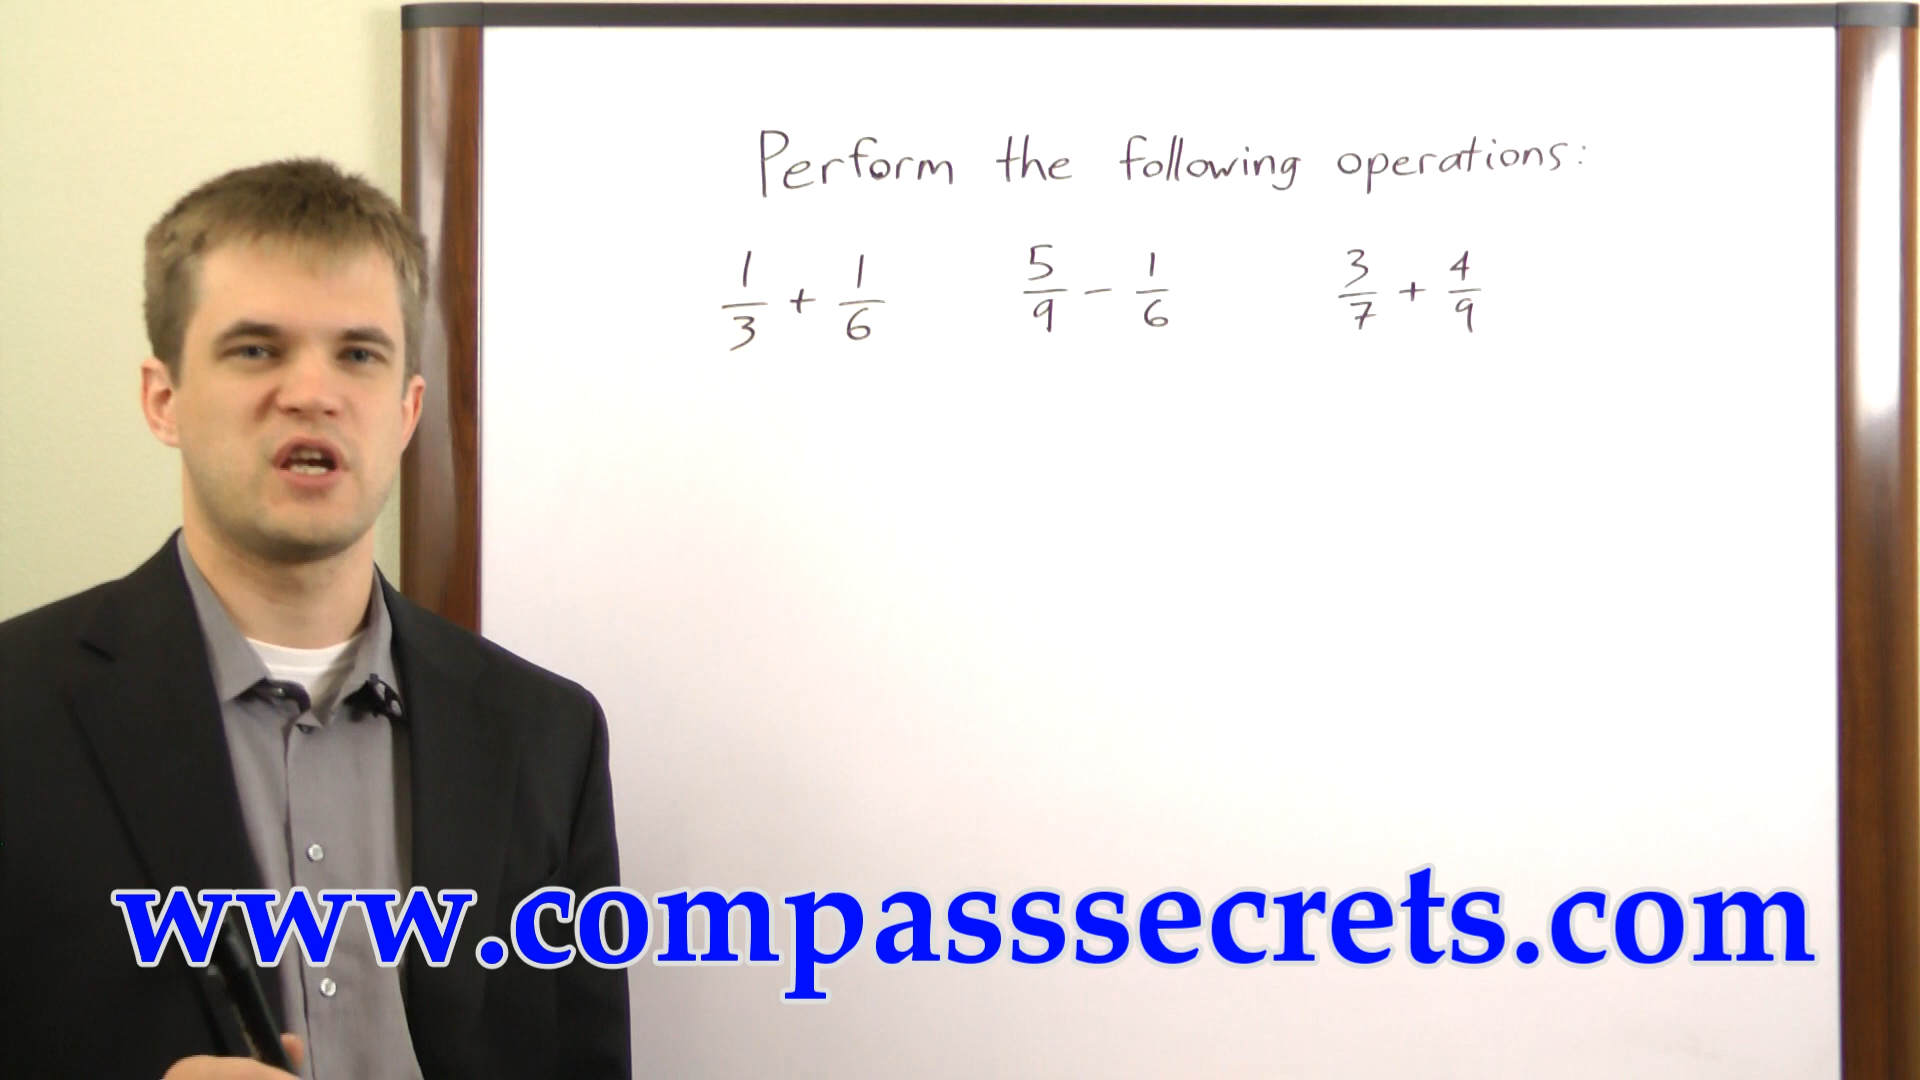 Perform the following operations:
1/3 + 1/6 5/9 - 1/6 3/7 + 4/9
www.compasssecrets.com